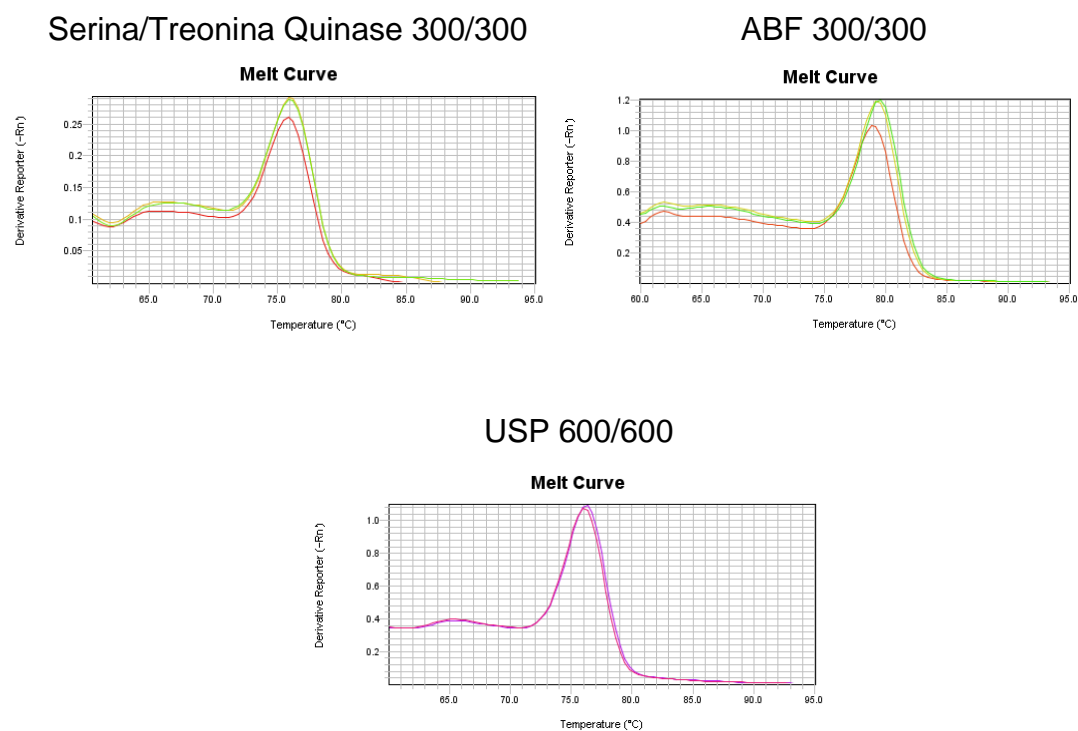 Serina/Treonina Quinase 300/300
Melt Curve
Derivative Reporter (-Rn')
0.25
0.2
0.15
0.1
0.05
65.0 70.0 75.0 80.0 85.0 90.0 95.0
Temperature (°C)
ABF 300/300
Melt Curve
Derivative Reporter (-Rn')
1.2
1.0
0.8
0.6
0.4
0.2
60.0 65.0 70.0 75.0 80.0 85.0 90.0 95.0
Temperature (°C)
USP 600/600
Melt Curve
Derivative Reporter (-Rn')
1.0
0.8
0.6
0.4
0.2
65.0 70.0 75.0 80.0 85.0 90.0 95.0
Temperature (°C)